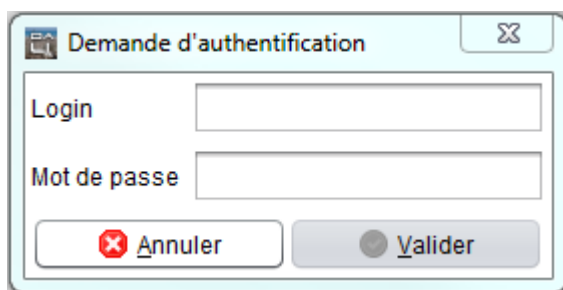 Demande d'authentification
Login
Mot de passe
Annuler
Valider